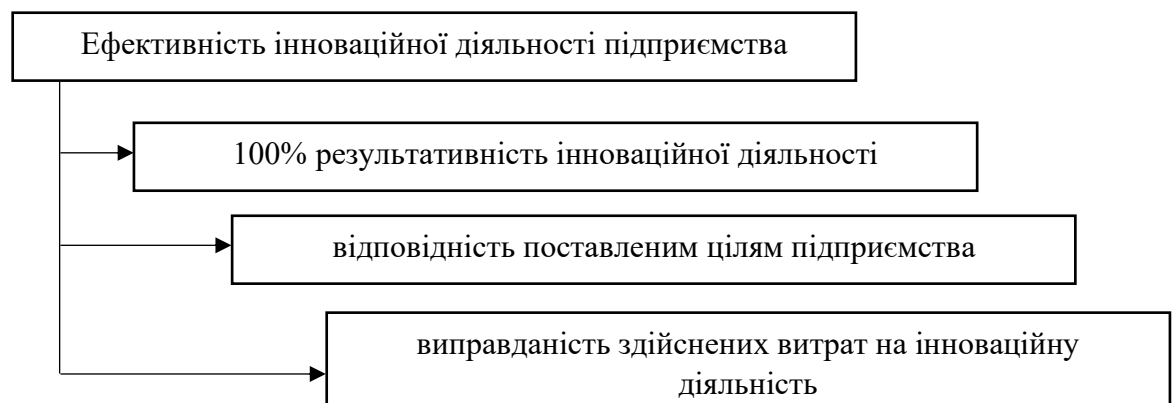 Ефективність інноваційної діяльності підприємства
100% результативність інноваційної діяльності
відповідність поставленим цілям підприємства
виправданість здійснених витрат на інноваційну
діяльність